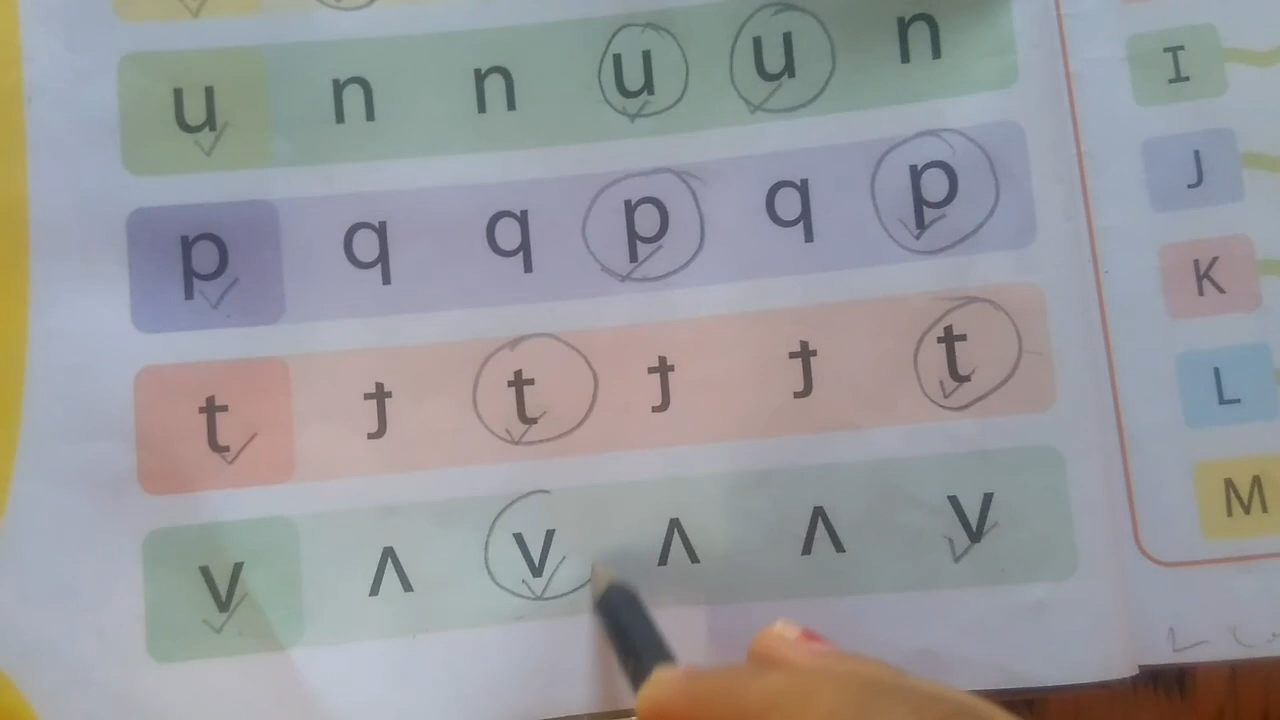 u n n u u n
p q q p q p
t ɟ t ɟ ɟ t
v ʌ v ʌ ʌ v
I
J
K
L
M